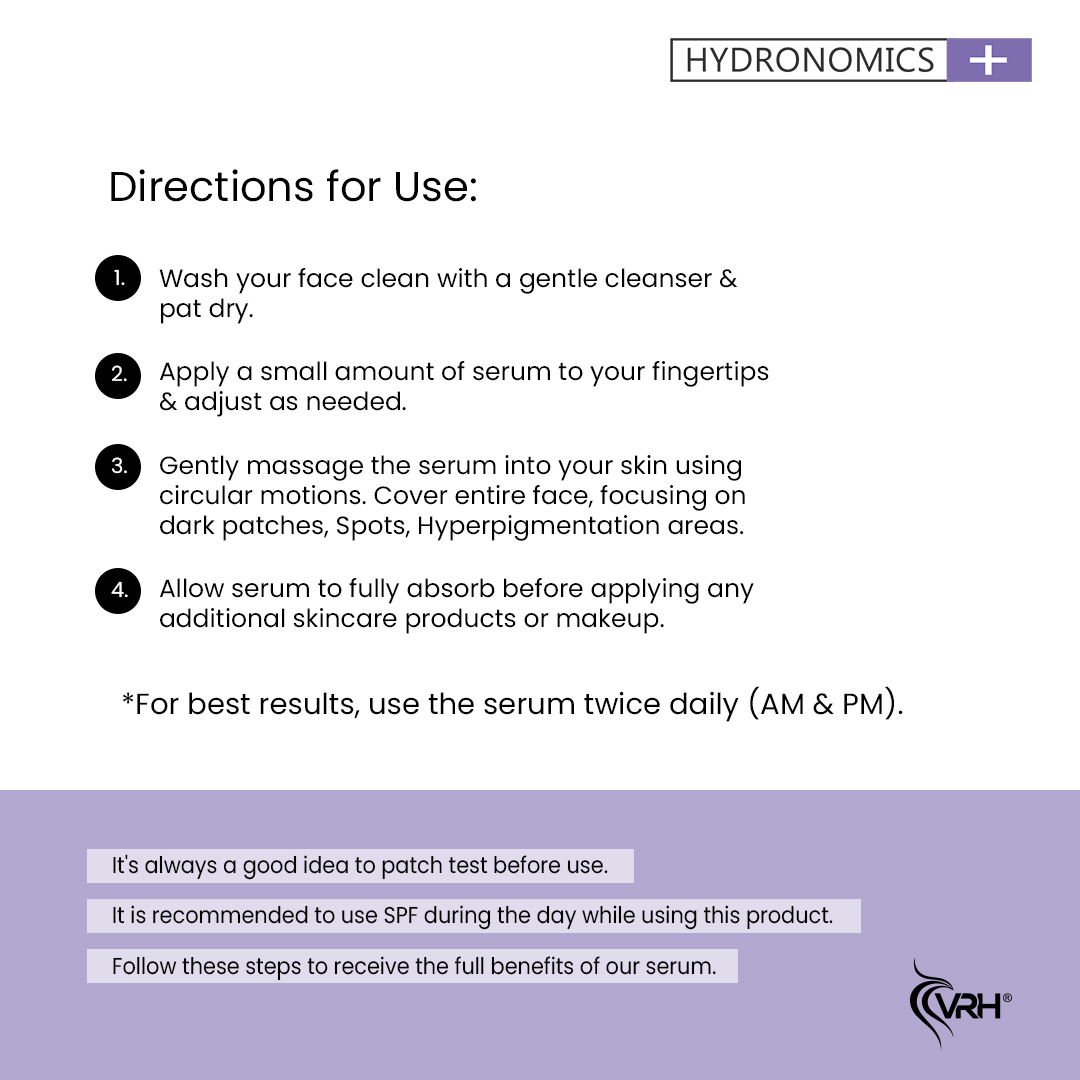 HYDRONOMICS +
Directions for Use:
1. Wash your face clean with a gentle cleanser &
pat dry.
2. Apply a small amount of serum to your fingertips
& adjust as needed.
3. Gently massage the serum into your skin using
circular motions. Cover entire face, focusing on
dark patches, Spots, Hyperpigmentation areas.
4. Allow serum to fully absorb before applying any
additional skincare products or makeup.
*For best results, use the serum twice daily (AM & PM).
It's always a good idea to patch test before use.
It is recommended to use SPF during the day while using this product.
Follow these steps to receive the full benefits of our serum.
VRH®